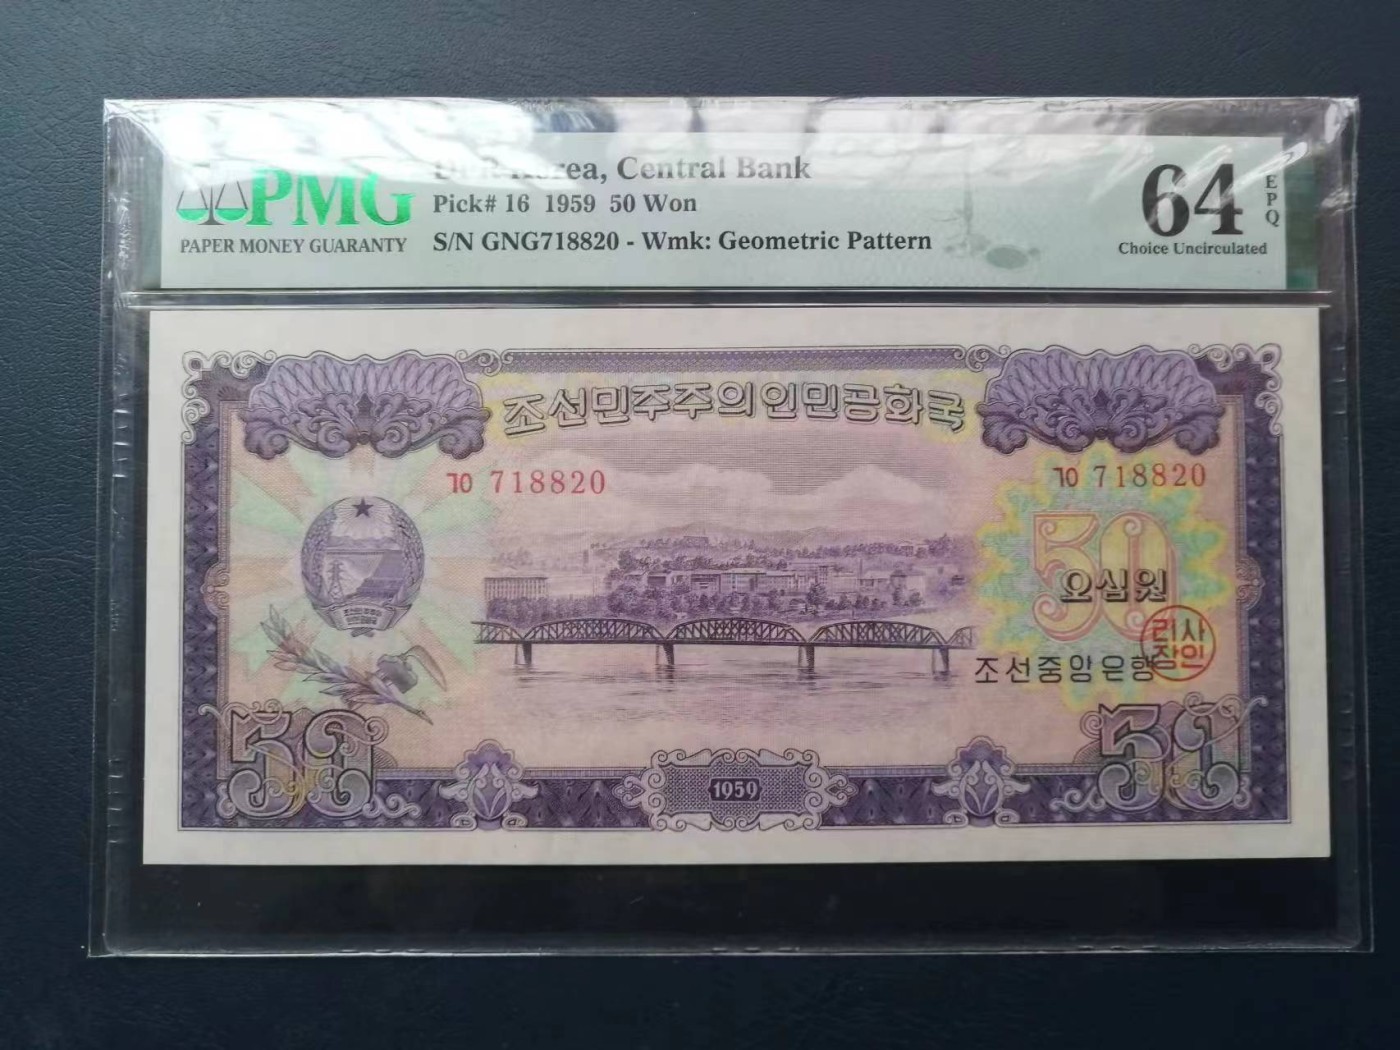 PMG
PAPER MONEY GUARANTY
Korea, Central Bank
Pick# 16 1959 50 Won
S/N GNG718820 - Wmk: Geometric Pattern
64
EPQ
Choice Uncirculated
조선민주주의인민공화국
ㄱㅇ 718820
ㄱㅇ 718820
50
오십원
조선중앙은행
리사
장인
50
1959
50